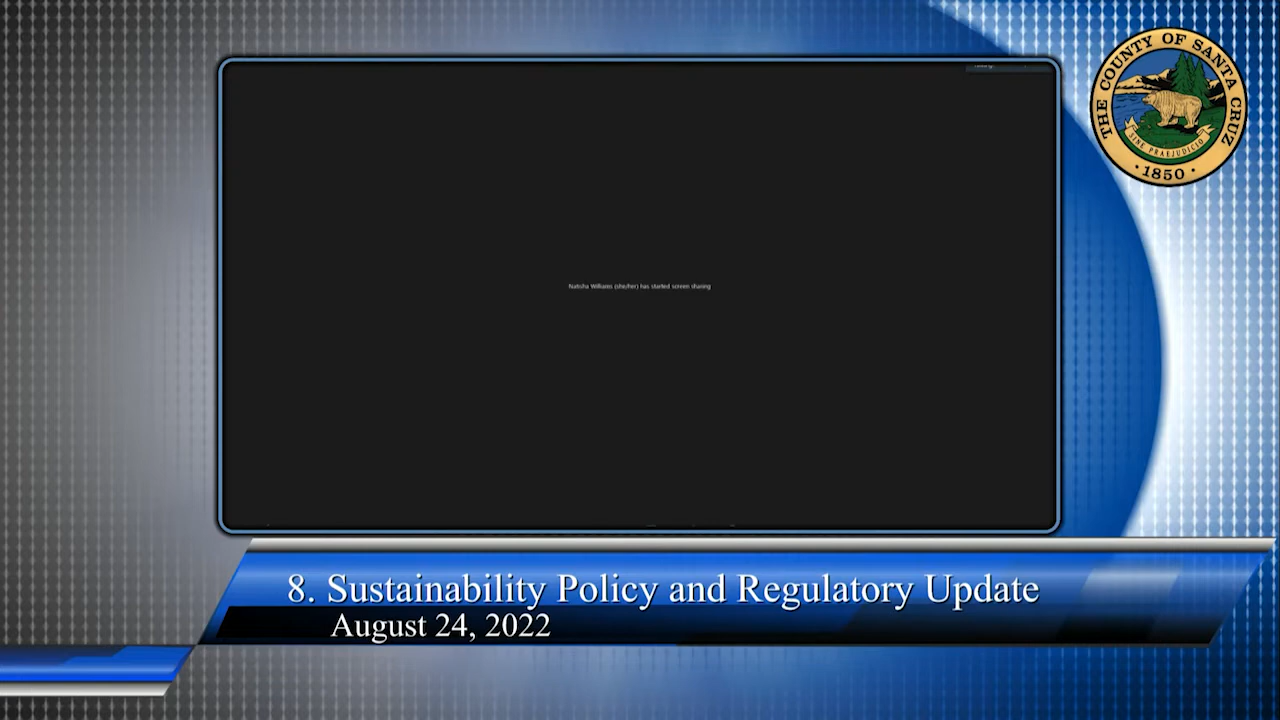 THE COUNTY OF SANTA CRUZ
SINE PRAEJUDICIO
• 1850 •
Natisha Williams (she/her) has started screen sharing
8. Sustainability Policy and Regulatory Update
August 24, 2022